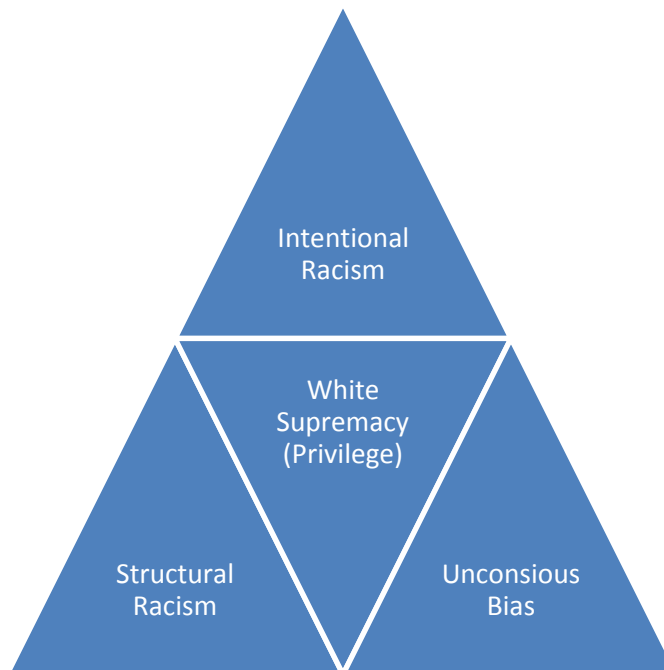 Intentional
Racism
White
Supremacy
(Privilege)
Structural
Racism
Unconsious
Bias